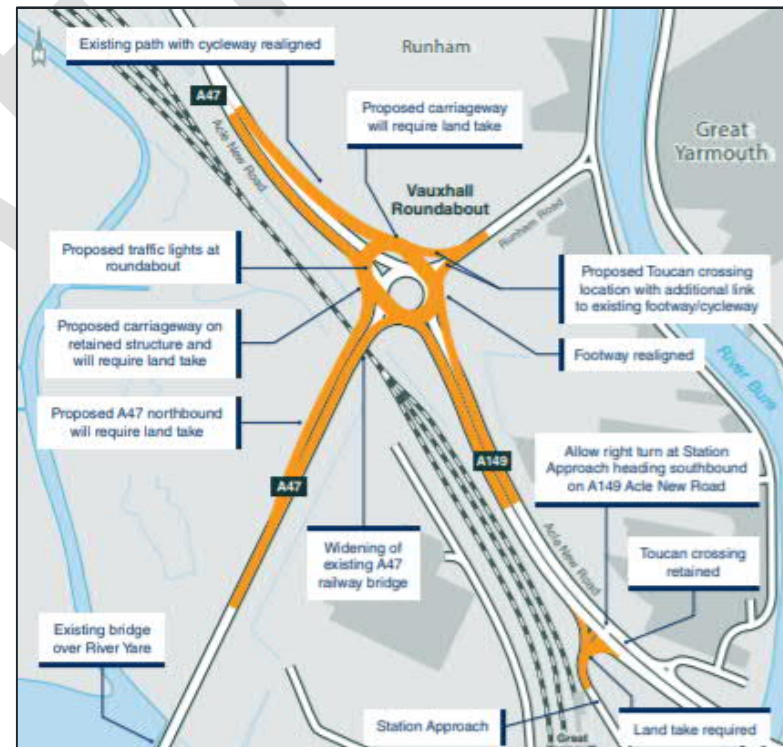 Existing path with cycleway realigned
Runham
A47
Proposed carriageway
will require land take
Great
Yarmouth
Acle New Road
Vauxhall
Roundabout
Runham Road
Proposed traffic lights at
roundabout
Proposed Toucan crossing
location with additional link
to existing footway/cycleway
Proposed carriageway on
retained structure and
will require land take
Footway realigned
River Bure
Proposed A47 northbound
will require land take
Allow right turn at Station
Approach heading southbound
on A149 Acle New Road
A149
A47
Widening of
existing A47
railway bridge
Acle New Road
Toucan crossing
retained
Existing bridge
over River Yare
Station Approach
Land take required
Great